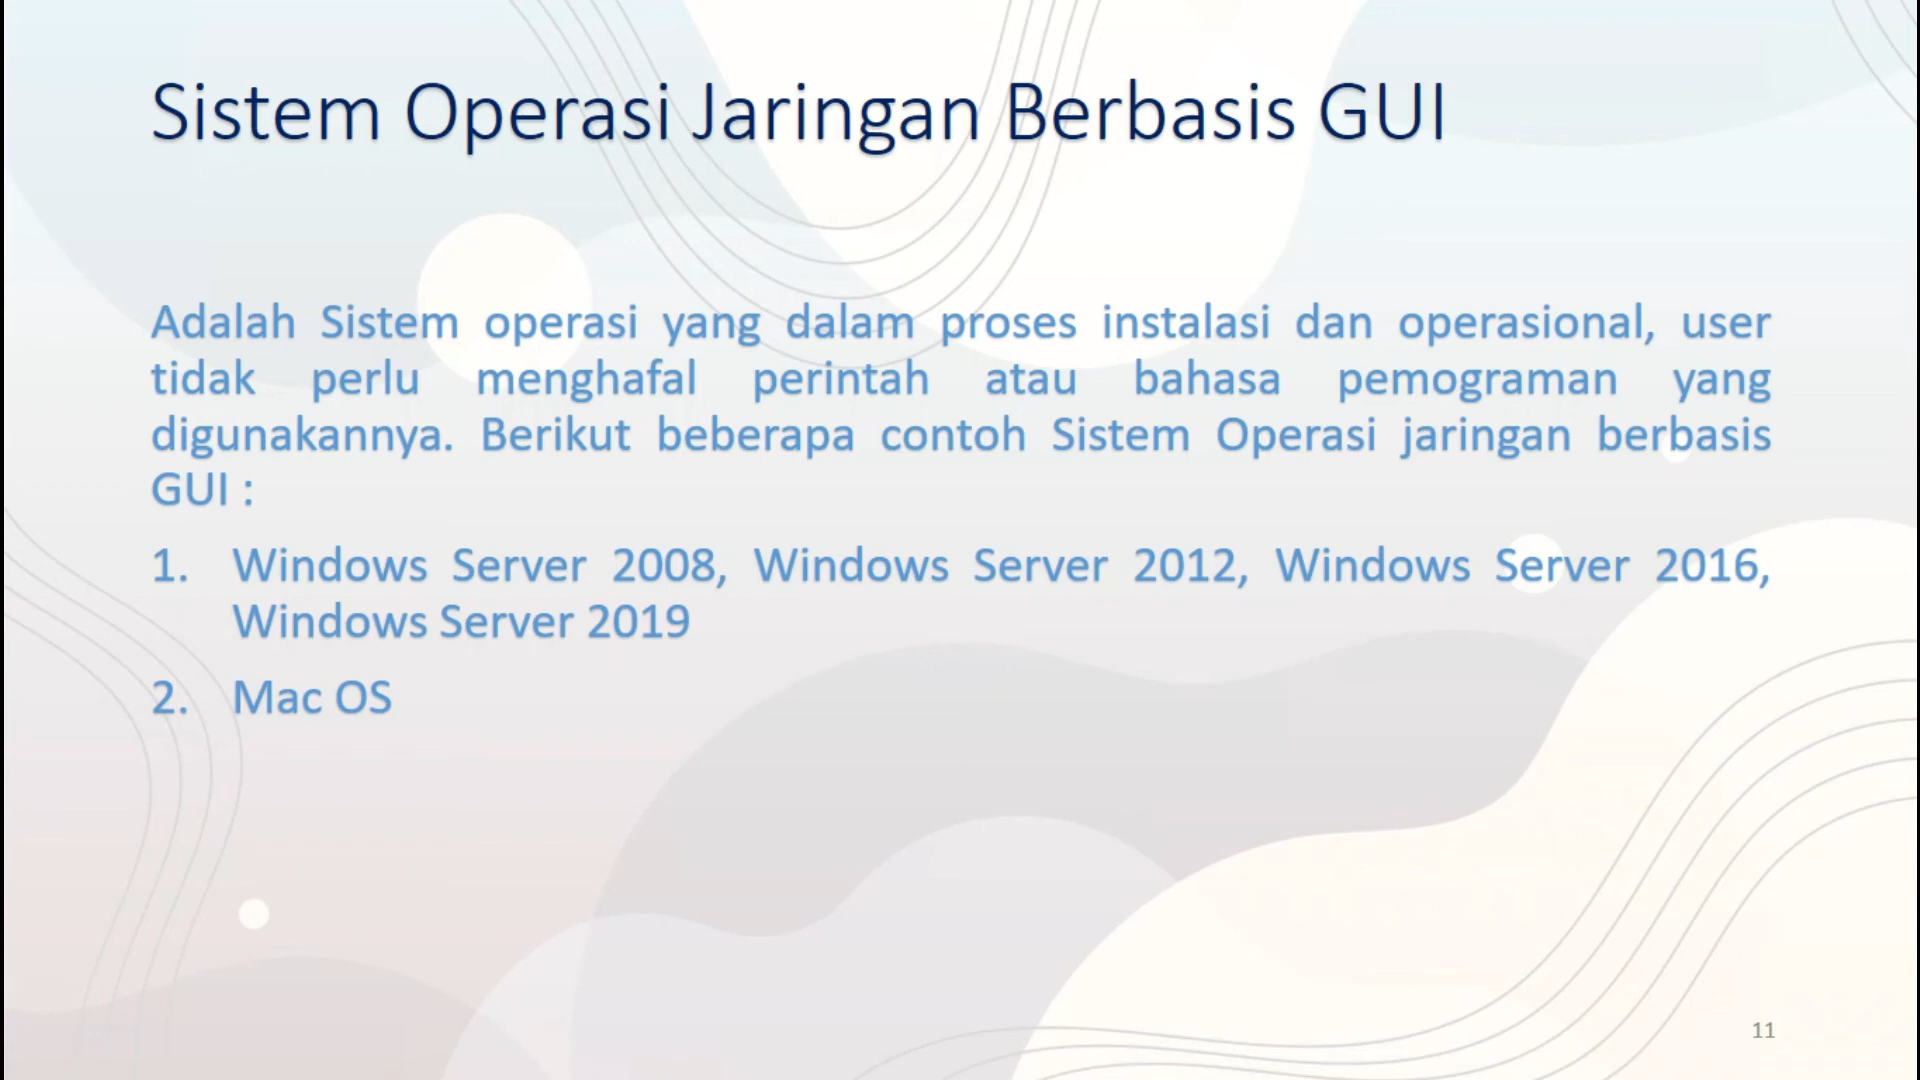 Sistem Operasi Jaringan Berbasis GUI
Adalah Sistem operasi yang dalam proses instalasi dan operasional, user
tidak perlu menghafal perintah atau bahasa pemograman yang
digunakannya. Berikut beberapa contoh Sistem Operasi jaringan berbasis
GUI :
1. Windows Server 2008, Windows Server 2012, Windows Server 2016,
Windows Server 2019
2. Mac OS
11